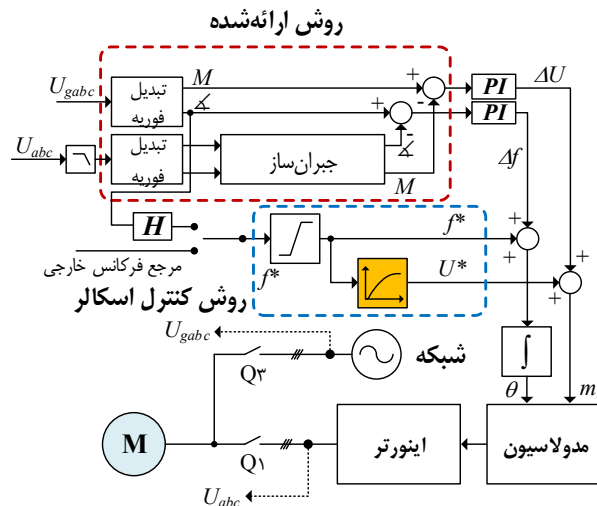 روش ارائه‌شده
U_gabc
تبدیل
فوریه
M
∡
+
-
PI
ΔU
U_abc
تبدیل
فوریه
جبران‌ساز
+
-
∡
M
PI
Δf
H
مرجع فرکانس خارجی
f*
f*
U*
+
+
+
+
روش کنترل اسکالر
∫
θ
m
U_gabc
شبکه
Q۳
M
Q۱
اینورتر
مدولاسیون
U_abc